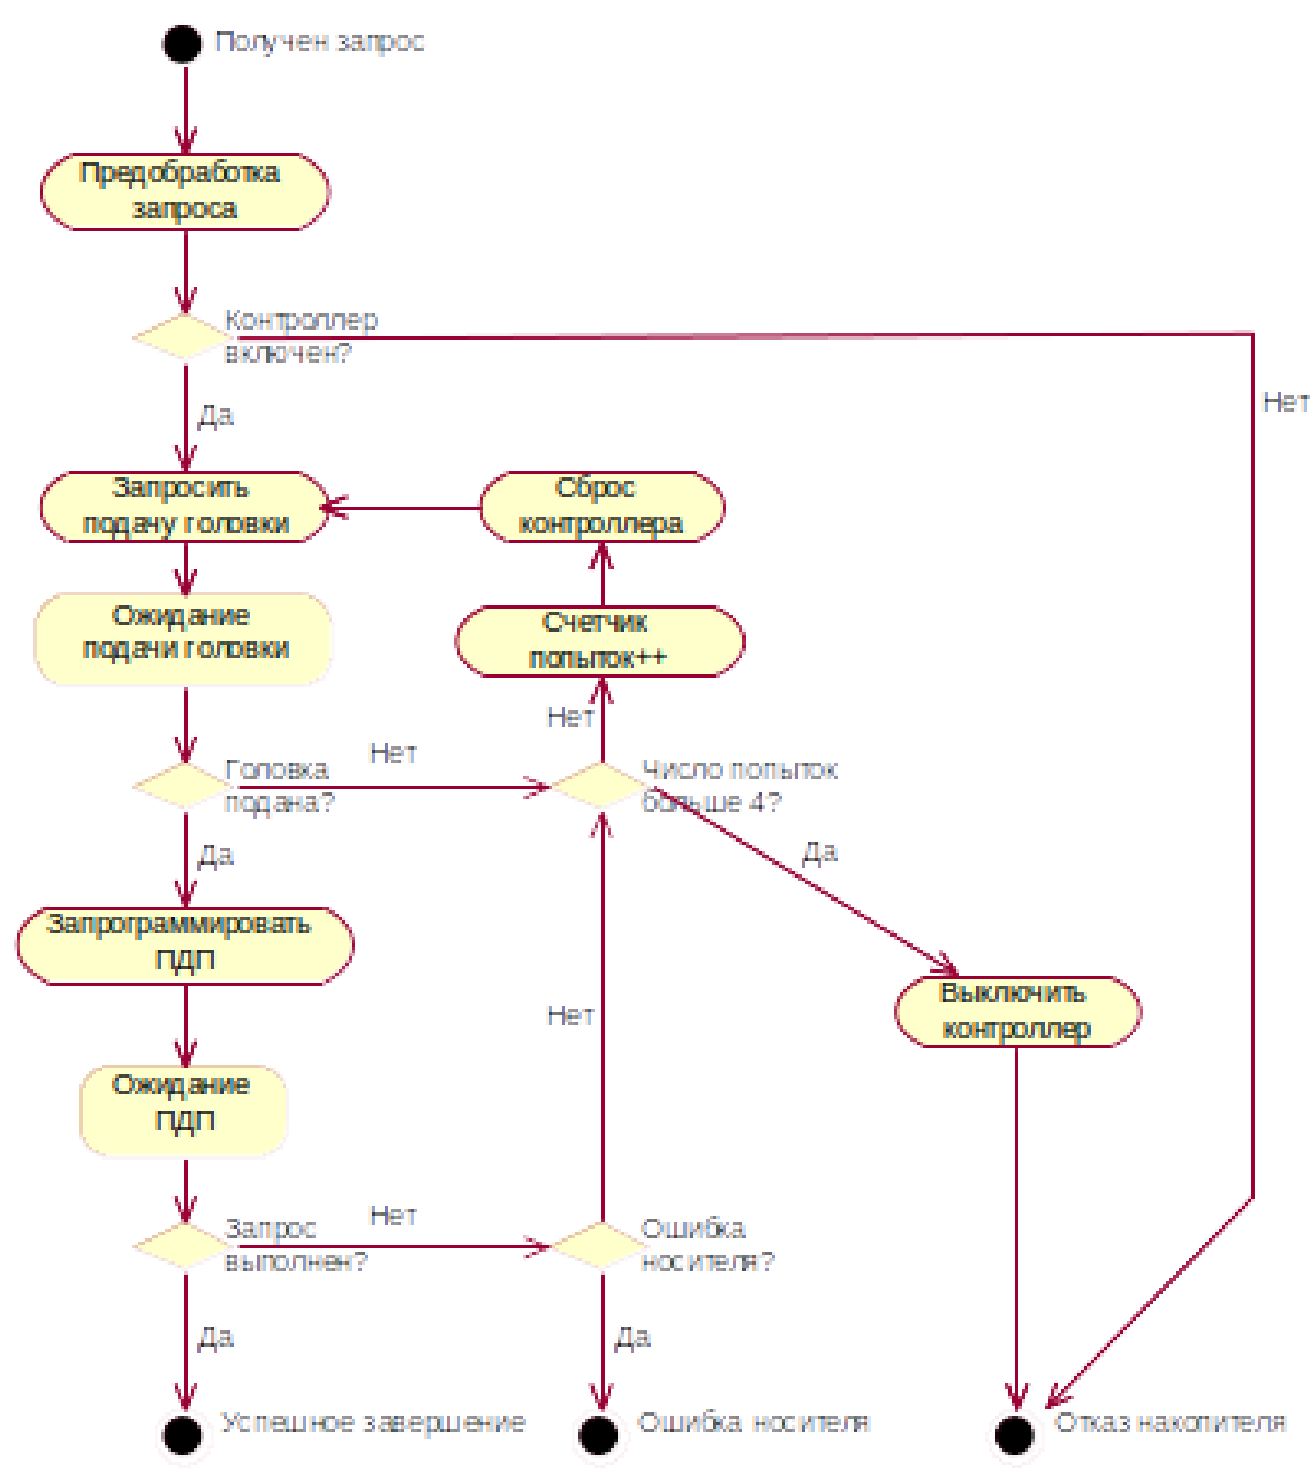 Получен запрос
Предобработка
запроса
Контроллер
включен?
Нет
Да
Запросить
подачу головки
Сброс
контроллера
Ожидание
подачи головки
Счетчик
попыток++
Нет
Головка
подана?
Нет
Число попыток
больше 4?
Да
Да
Запрограммировать
ПДП
Выключить
контроллер
Нет
Ожидание
ПДП
Запрос
выполнен?
Нет
Ошибка
носителя?
Да
Да
Успешное завершение
Ошибка носителя
Отказ накопителя